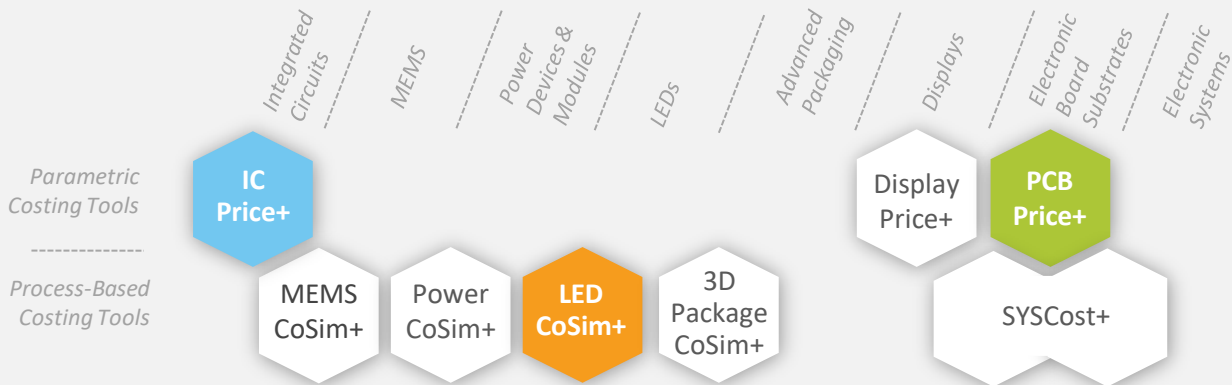 Integrated
Circuits
MEMS
Power
Devices &
Modules
LEDs
Advanced
Packaging
Displays
Electronic
Board
Substrates
Electronic
Systems
Parametric
Costing Tools
IC
Price+
Display
Price+
PCB
Price+
Process-Based
Costing Tools
MEMS
CoSim+
Power
CoSim+
LED
CoSim+
3D
Package
CoSim+
SYSCost+